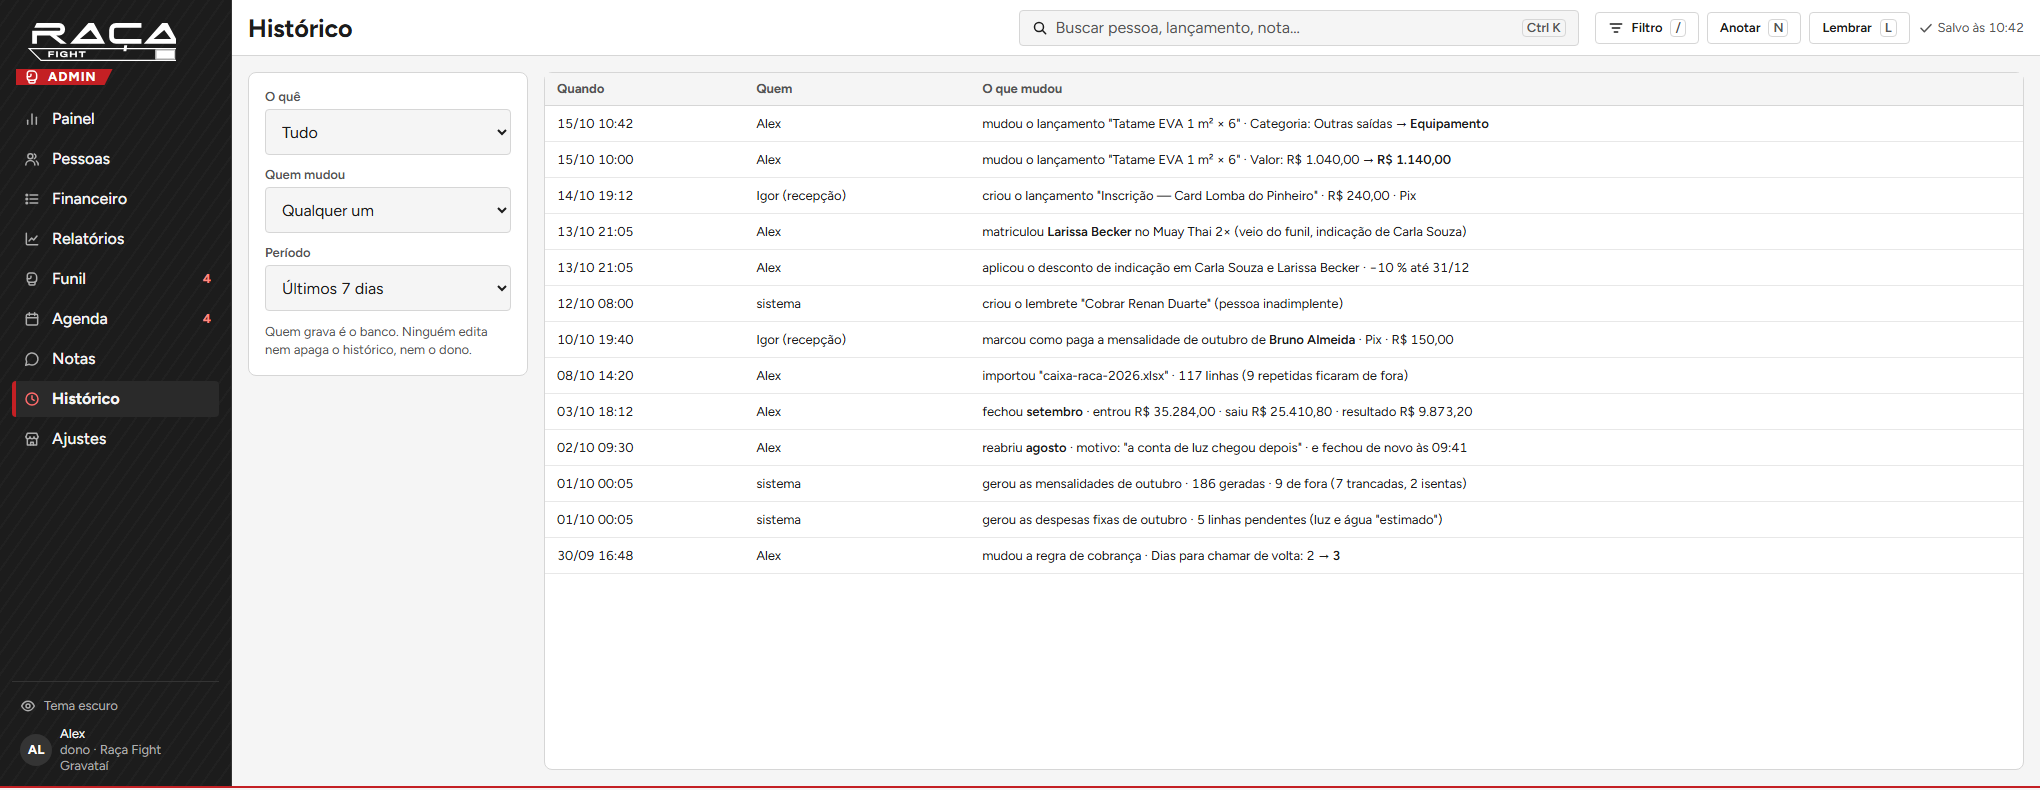 RAÇA
FIGHT
ADMIN
Painel
Pessoas
Financeiro
Relatórios
Funil 4
Agenda 4
Notas
Histórico
Ajustes
Tema escuro
AL
Alex
dono · Raça Fight
Gravataí
Histórico
Buscar pessoa, lançamento, nota... Ctrl K
Filtro /
Anotar N
Lembrar L
Salvo às 10:42
O quê
Tudo
Quem mudou
Qualquer um
Período
Últimos 7 dias
Quem grava é o banco. Ninguém edita
nem apaga o histórico, nem o dono.
Quando Quem O que mudou
15/10 10:42 Alex mudou o lançamento "Tatame EVA 1 m² × 6" · Categoria: Outras saídas → Equipamento
15/10 10:00 Alex mudou o lançamento "Tatame EVA 1 m² × 6" · Valor: R$ 1.040,00 → R$ 1.140,00
14/10 19:12 Igor (recepção) criou o lançamento "Inscrição — Card Lomba do Pinheiro" · R$ 240,00 · Pix
13/10 21:05 Alex matriculou Larissa Becker no Muay Thai 2× (veio do funil, indicação de Carla Souza)
13/10 21:05 Alex aplicou o desconto de indicação em Carla Souza e Larissa Becker · −10 % até 31/12
12/10 08:00 sistema criou o lembrete "Cobrar Renan Duarte" (pessoa inadimplente)
10/10 19:40 Igor (recepção) marcou como paga a mensalidade de outubro de Bruno Almeida · Pix · R$ 150,00
08/10 14:20 Alex importou "caixa-raca-2026.xlsx" · 117 linhas (9 repetidas ficaram de fora)
03/10 18:12 Alex fechou setembro · entrou R$ 35.284,00 · saiu R$ 25.410,80 · resultado R$ 9.873,20
02/10 09:30 Alex reabriu agosto · motivo: "a conta de luz chegou depois" · e fechou de novo às 09:41
01/10 00:05 sistema gerou as mensalidades de outubro · 186 geradas · 9 de fora (7 trancadas, 2 isentas)
01/10 00:05 sistema gerou as despesas fixas de outubro · 5 linhas pendentes (luz e água "estimado")
30/09 16:48 Alex mudou a regra de cobrança · Dias para chamar de volta: 2 → 3